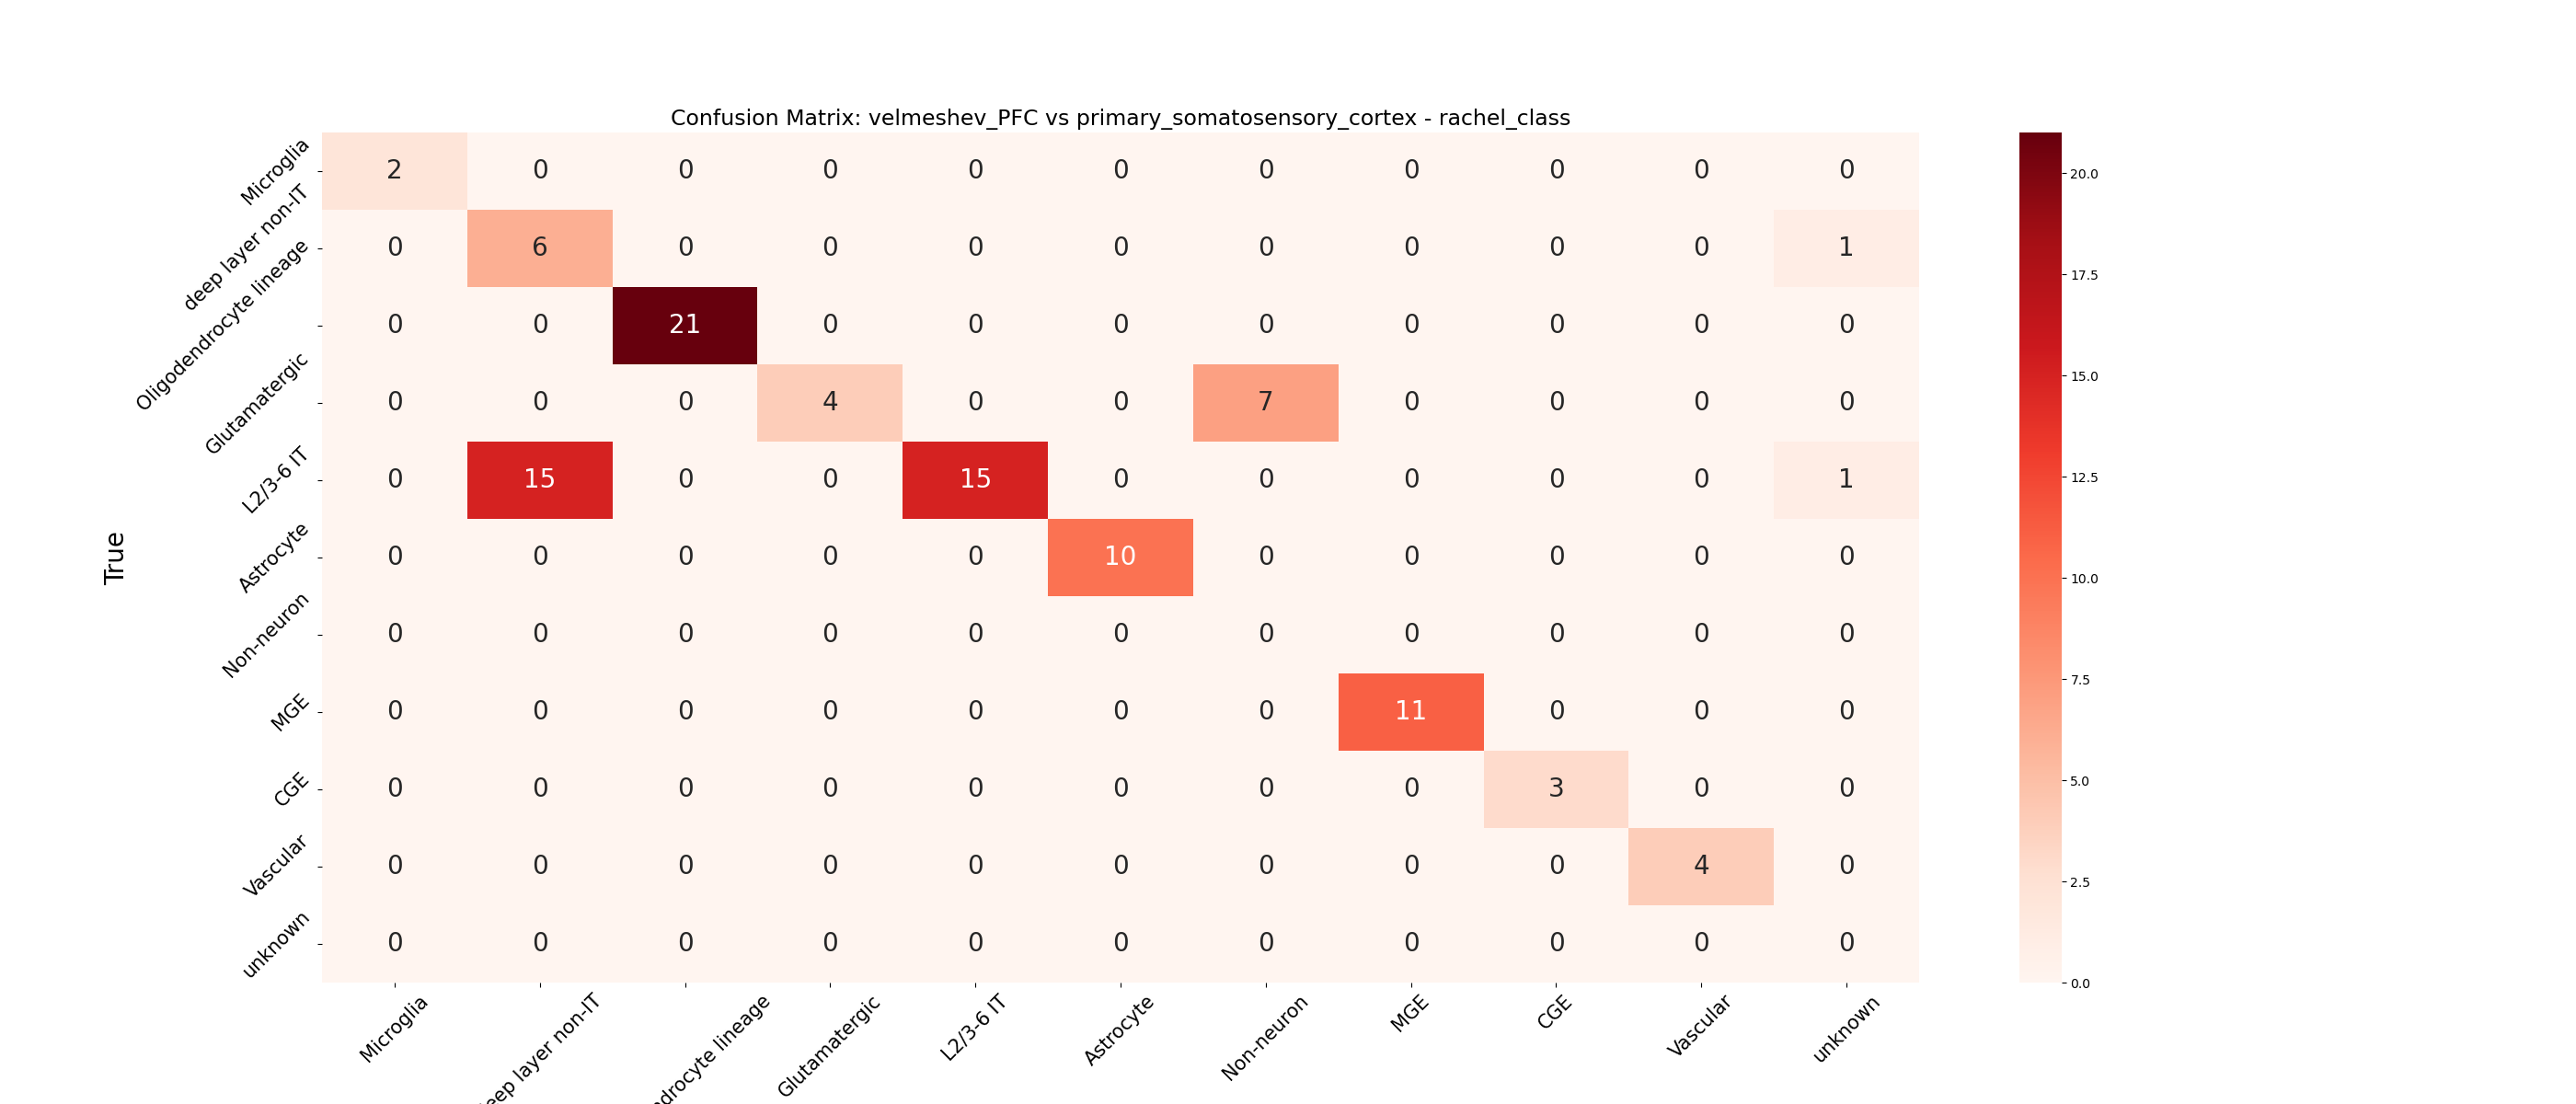 Confusion Matrix: velmeshev_PFC vs primary_somatosensory_cortex - rachel_class
True
Microglia 2 0 0 0 0 0 0 0 0 0 0
deep layer non-IT 0 6 0 0 0 0 0 0 0 0 1
Oligodendrocyte lineage 0 0 21 0 0 0 0 0 0 0 0
Glutamatergic 0 0 0 4 0 0 7 0 0 0 0
L2/3-6 IT 0 15 0 0 15 0 0 0 0 0 1
Astrocyte 0 0 0 0 0 10 0 0 0 0 0
Non-neuron 0 0 0 0 0 0 0 0 0 0 0
MGE 0 0 0 0 0 0 0 11 0 0 0
CGE 0 0 0 0 0 0 0 0 3 0 0
Vascular 0 0 0 0 0 0 0 0 0 4 0
unknown 0 0 0 0 0 0 0 0 0 0 0
Microglia
eep layer non-IT
ndrocyte lineage
Glutamatergic
L2/3-6 IT
Astrocyte
Non-neuron
MGE
CGE
Vascular
unknown
20.0
17.5
15.0
12.5
10.0
7.5
5.0
2.5
0.0